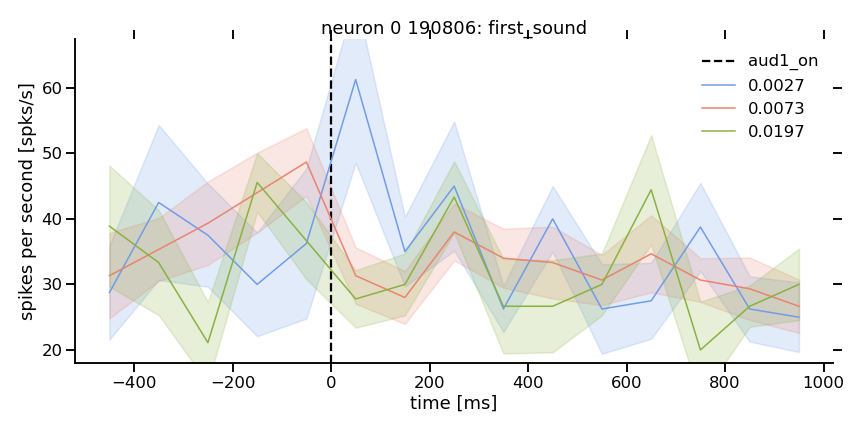 neuron 0 190806: first_sound
spikes per second [spks/s]
60
50
40
30
20
aud1_on
0.0027
0.0073
0.0197
−400 −200 0 200 400 600 800 1000
time [ms]